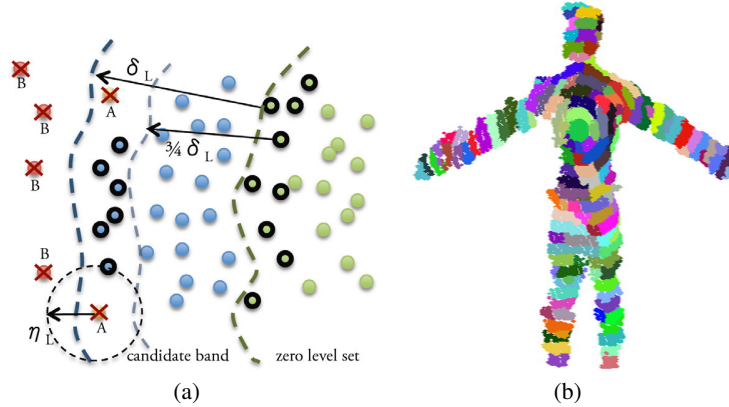 δ L
B
A
B
¾ δ L
B
B
A
η L
candidate band
zero level set
(a)
(b)